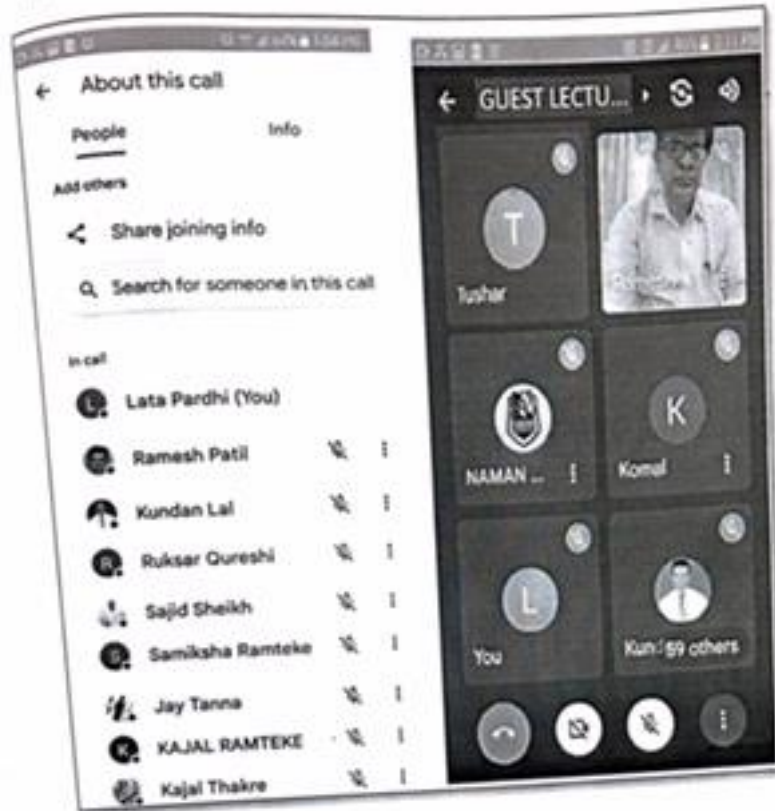 About this call
People
Info
Add others
Share joining info
Search for someone in this call
In call
L
Lata Pardhi (You)
Ramesh Patil
Kundan Lal
R
Ruksar Qureshi
Sajid Sheikh
S
Samiksha Ramteke
Jay Tanna
K
KAJAL RAMTEKE
Kajal Thakre
GUEST LECTU...
T
Tushar
NAMAN ...
K
Komal
L
You
Kun
59 others